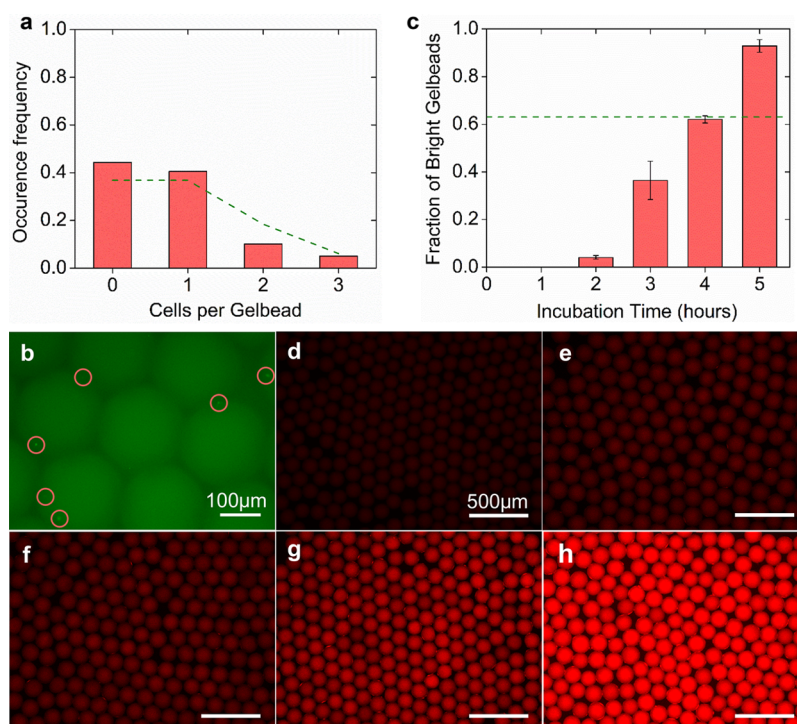 a
Occurence frequency
1.0
0.8
0.6
0.4
0.2
0.0
0 1 2 3
Cells per Gelbead
c
Fraction of Bright Gelbeads
1.0
0.8
0.6
0.4
0.2
0.0
0 1 2 3 4 5
Incubation Time (hours)
b
100µm
d
500µm
e
f
g
h